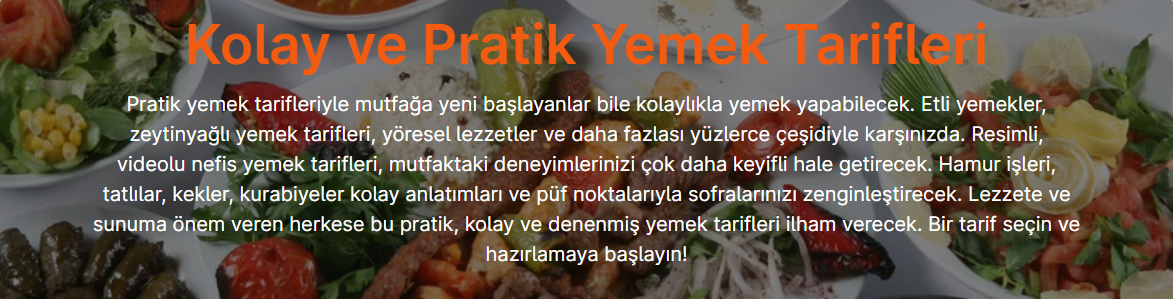 Kolay ve Pratik Yemek Tarifleri
Pratik yemek tarifleriyle mutfağa yeni başlayanlar bile kolaylıkla yemek yapabilecek. Etli yemekler,
zeytinyağlı yemek tarifleri, yöresel lezzetler ve daha fazlası yüzlerce çeşidiyle karşınızda. Resimli,
videolu nefis yemek tarifleri, mutfaktaki deneyimlerinizi çok daha keyifli hale getirecek. Hamur işleri,
tatlılar, kekler, kurabiyeler kolay anlatımları ve püf noktalarıyla sofralarınızı zenginleştirecek. Lezzete ve
sunuma önem veren herkese bu pratik, kolay ve denenmiş yemek tarifleri ilham verecek. Bir tarif seçin ve
hazırlamaya başlayın!